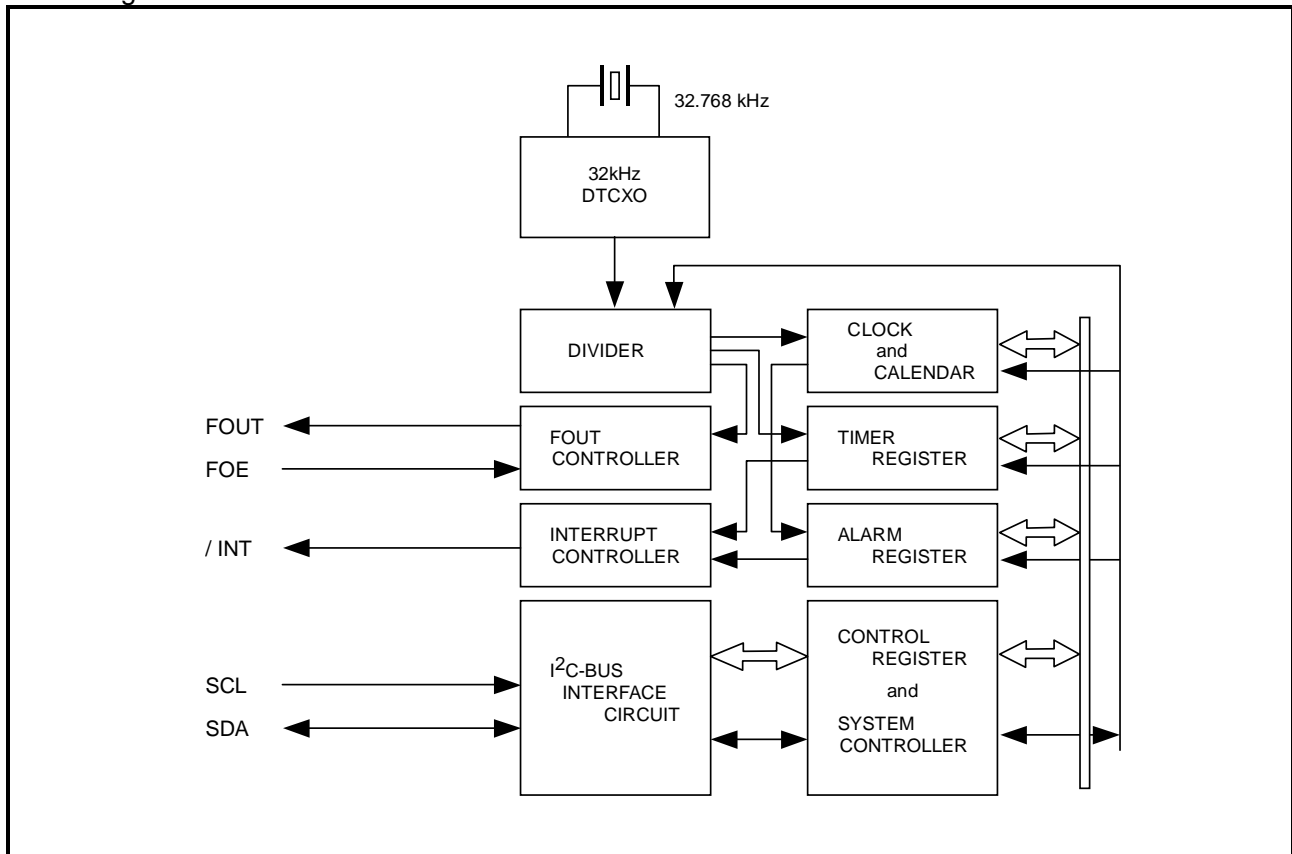 32.768 kHz
32kHz
DTCXO
DIVIDER
CLOCK
and
CALENDAR
FOUT
FOE
FOUT
CONTROLLER
TIMER
REGISTER
/ INT
INTERRUPT
CONTROLLER
ALARM
REGISTER
SCL
SDA
I²C-BUS
INTERFACE
CIRCUIT
CONTROL
REGISTER
and
SYSTEM
CONTROLLER